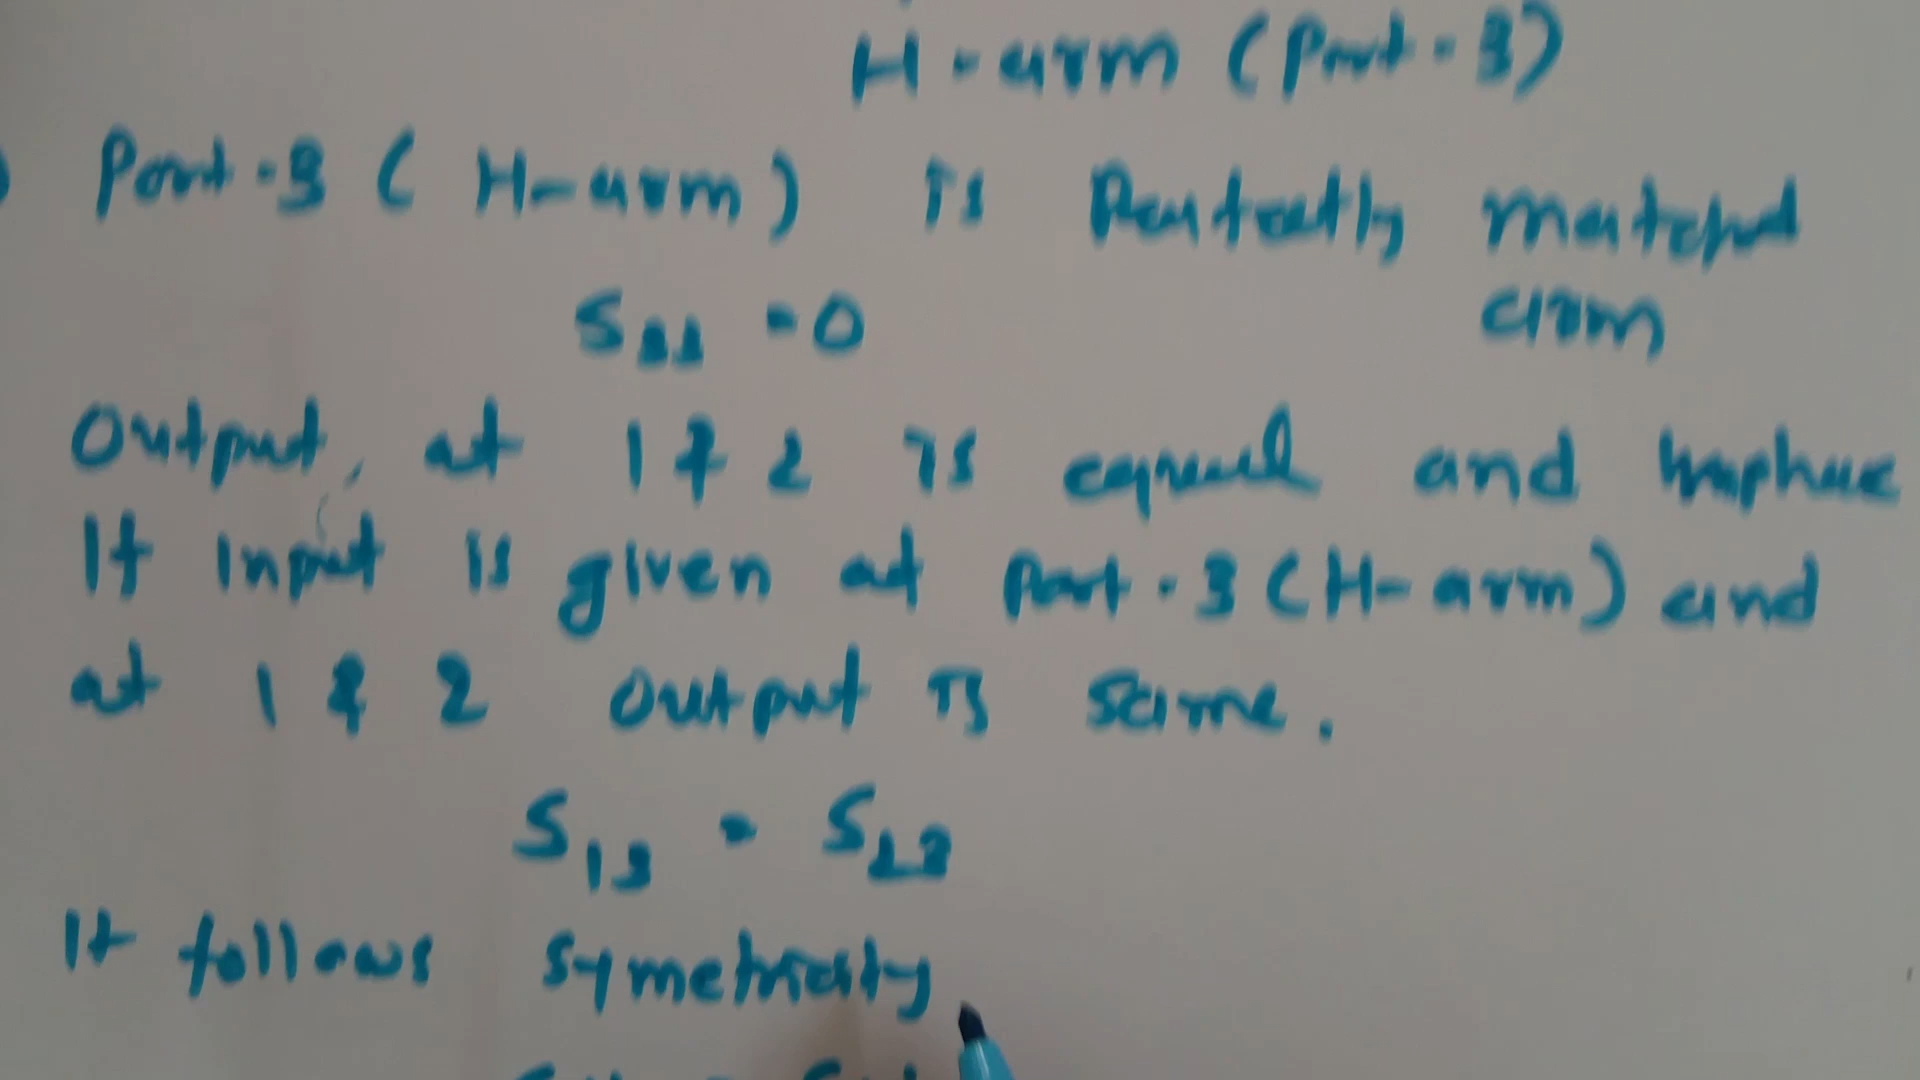 H-arm (Port-3)
Port-3 (H-arm) is Perfectly matched
arm
S33 = 0
Output, at 1 & 2 is equal and Inphase
If input is given at Port-3 (H-arm) and
at 1 & 2 output is same.
S13 = S23
It follows symetricity